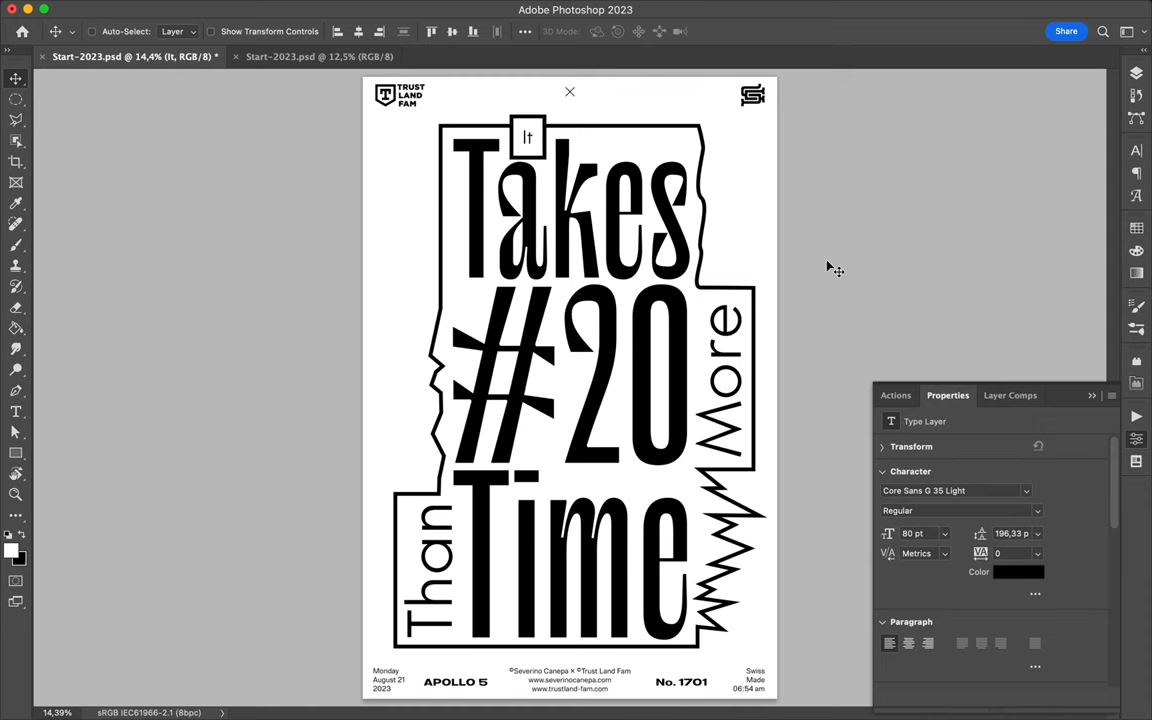 Adobe Photoshop 2023
Auto-Select: Layer Show Transform Controls 3D Mode: Share
Start-2023.psd @ 14,4% (It, RGB/8) * Start-2023.psd @ 12,5% (RGB/8)
TRUST
LAND
FAM
It
Takes
#20
More
Than
Time
Monday
August 21
2023
APOLLO 5
©Severino Canepa × ©Trust Land Fam
www.severinocanepa.com
www.trustland-fam.com
No. 1701
Swiss
Made
06:54 am
Actions Properties Layer Comps
Type Layer
Transform
Character
Core Sans G 35 Light
Regular
80 pt 196,33 p
Metrics 0
Color
Paragraph
14,39% sRGB IEC61966-2.1 (8bpc)